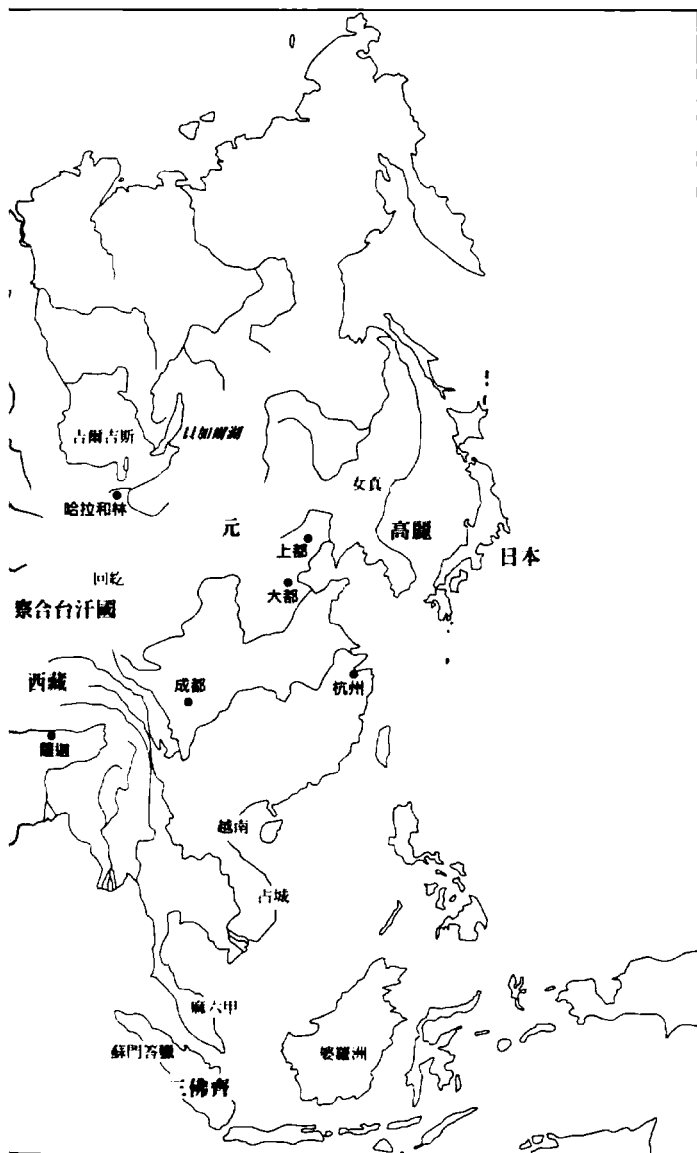 貝加爾湖
吉爾吉斯
女真
哈拉和林
元
高麗
上都
日本
回紇
大都
察合台汗國
西藏
成都
杭州
薩迦
越南
占城
麻六甲
蘇門答臘
婆羅洲
三佛齊